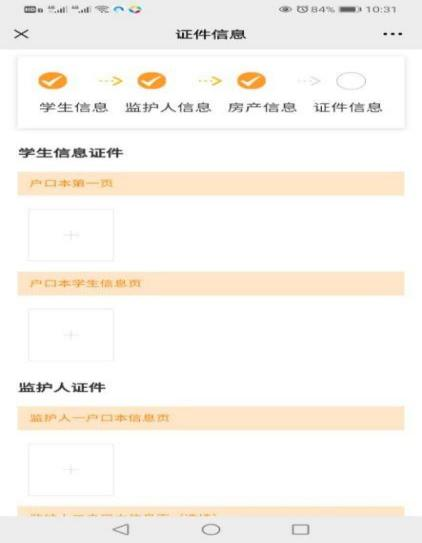 84% 10:31
证件信息
学生信息 监护人信息 房产信息 证件信息
学生信息证件
户口本第一页
户口本学生信息页
监护人证件
监护人一户口本信息页